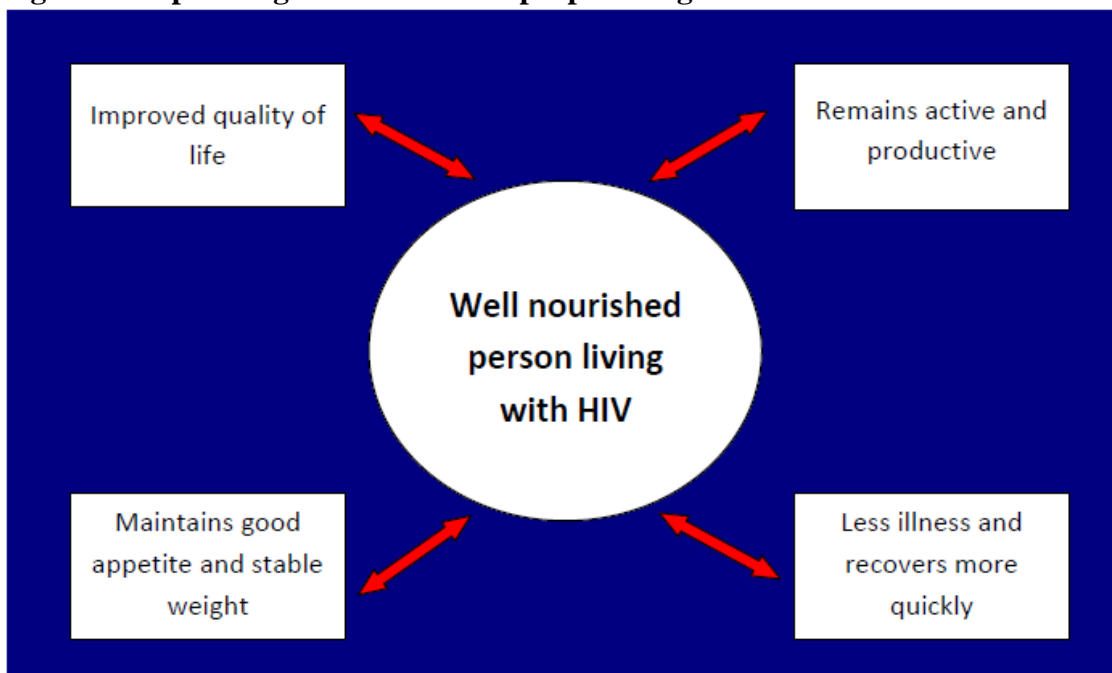 Improved quality of
life
Remains active and
productive
Well nourished
person living
with HIV
Maintains good
appetite and stable
weight
Less illness and
recovers more
quickly